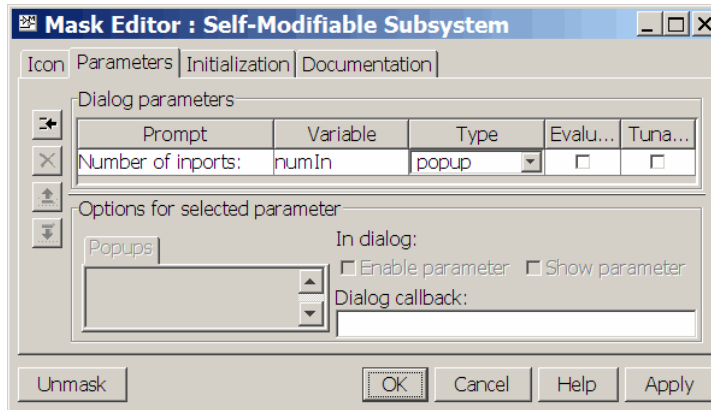 Mask Editor : Self-Modifiable Subsystem
Icon Parameters Initialization Documentation
Dialog parameters
Prompt Variable Type Evalu... Tuna...
Number of inports: numIn popup
Options for selected parameter
Popups
In dialog:
Enable parameter Show parameter
Dialog callback:
Unmask OK Cancel Help Apply